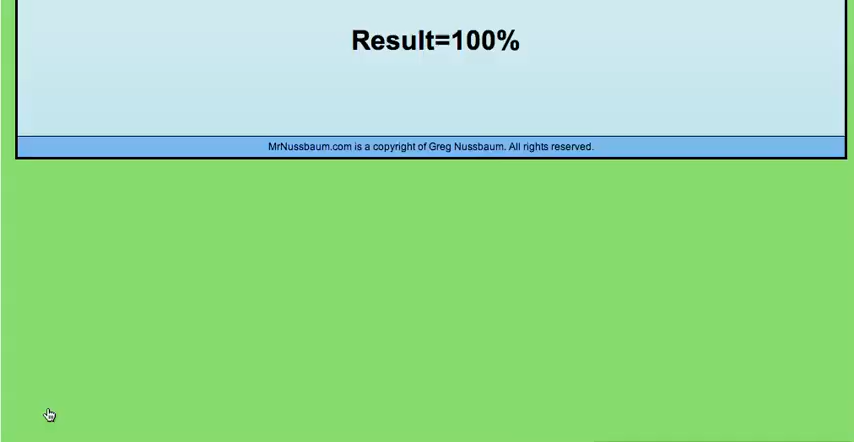 Result=100%
MrNussbaum.com is a copyright of Greg Nussbaum. All rights reserved.